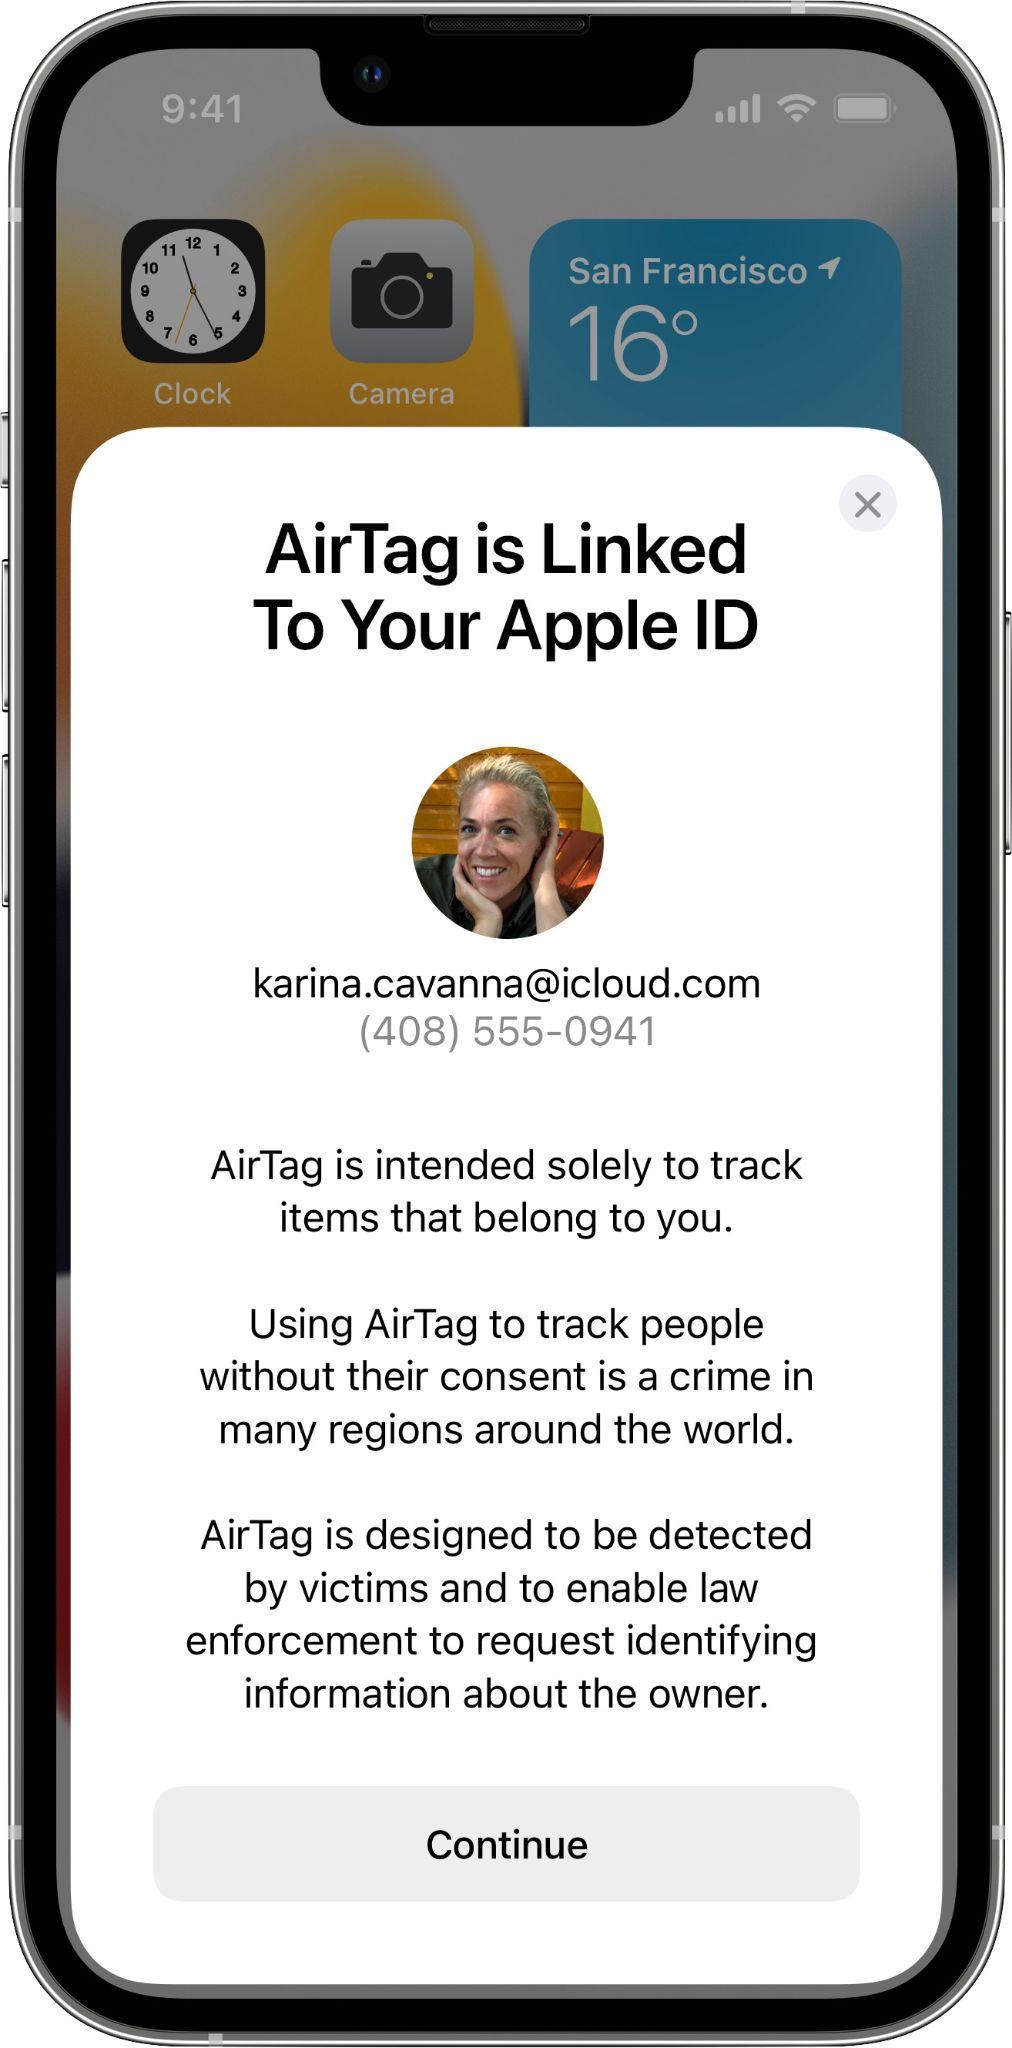 9:41
12
11
1
10
2
9
3
8
4
7
5
6
Clock
Camera
San Francisco
16°
AirTag is Linked
To Your Apple ID
karina.cavanna@icloud.com
(408) 555-0941
AirTag is intended solely to track
items that belong to you.
Using AirTag to track people
without their consent is a crime in
many regions around the world.
AirTag is designed to be detected
by victims and to enable law
enforcement to request identifying
information about the owner.
Continue